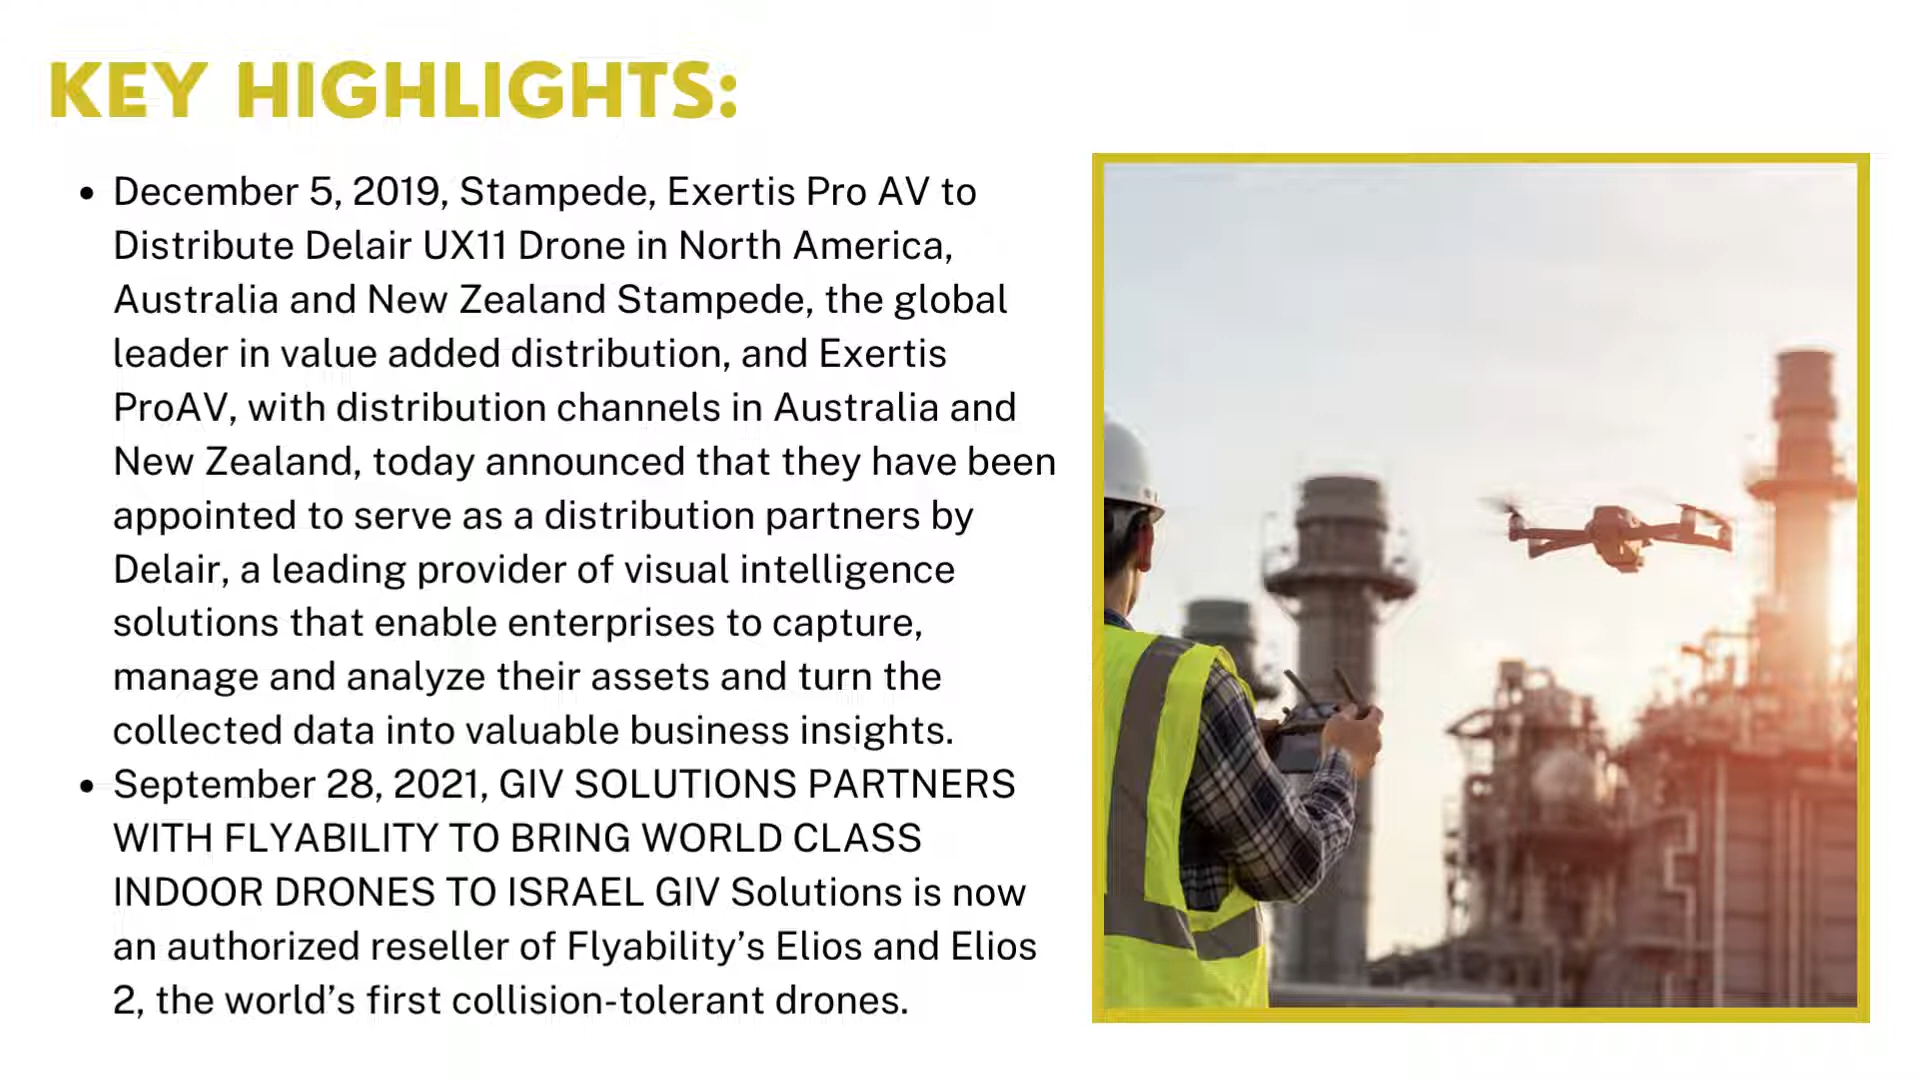 KEY HIGHLIGHTS:
• December 5, 2019, Stampede, Exertis Pro AV to
Distribute Delair UX11 Drone in North America,
Australia and New Zealand Stampede, the global
leader in value added distribution, and Exertis
ProAV, with distribution channels in Australia and
New Zealand, today announced that they have been
appointed to serve as a distribution partners by
Delair, a leading provider of visual intelligence
solutions that enable enterprises to capture,
manage and analyze their assets and turn the
collected data into valuable business insights.
• September 28, 2021, GIV SOLUTIONS PARTNERS
WITH FLYABILITY TO BRING WORLD CLASS
INDOOR DRONES TO ISRAEL GIV Solutions is now
an authorized reseller of Flyability’s Elios and Elios
2, the world’s first collision-tolerant drones.